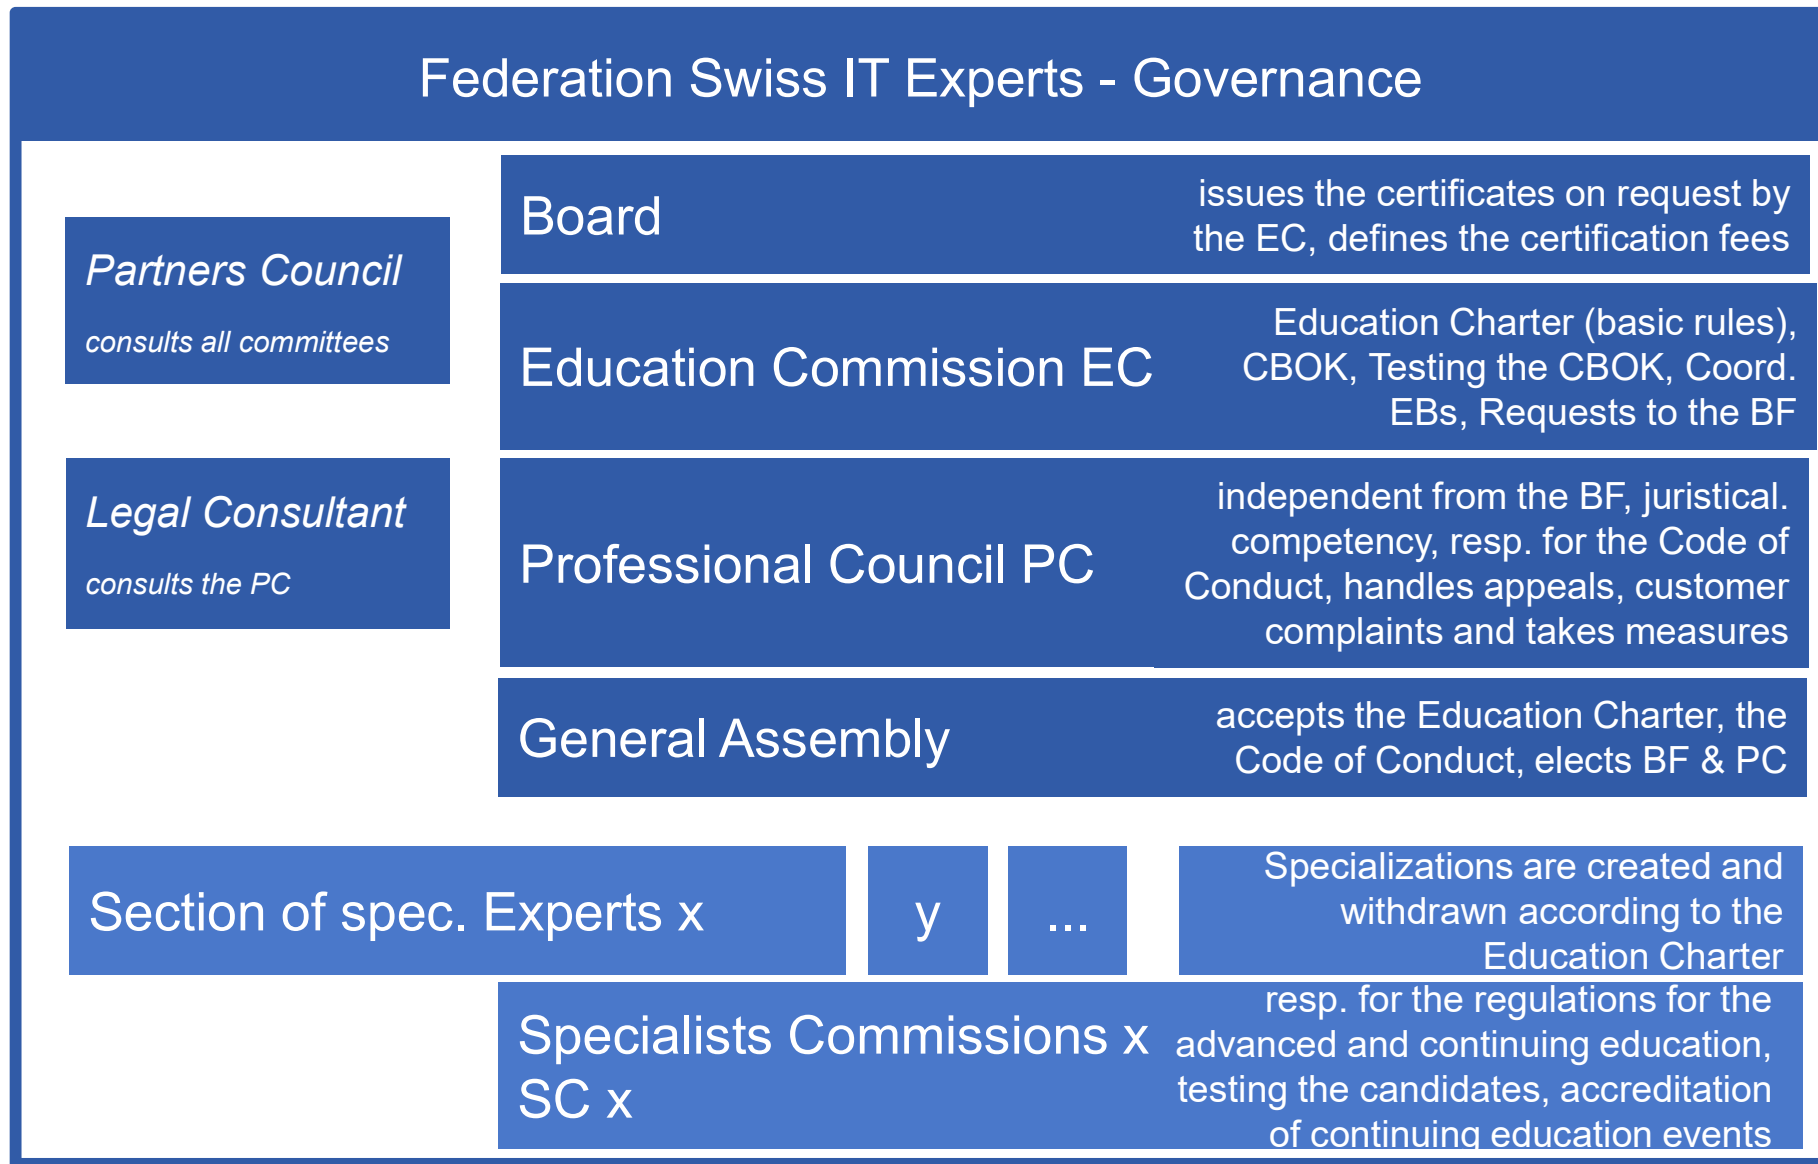 Federation Swiss IT Experts - Governance
Partners Council
consults all committees
Legal Consultant
consults the PC
Board
issues the certificates on request by
the EC, defines the certification fees
Education Commission EC
Education Charter (basic rules),
CBOK, Testing the CBOK, Coord.
EBs, Requests to the BF
Professional Council PC
independent from the BF, juristical.
competency, resp. for the Code of
Conduct, handles appeals, customer
complaints and takes measures
General Assembly
accepts the Education Charter, the
Code of Conduct, elects BF & PC
Section of spec. Experts x
y
...
Specializations are created and
withdrawn according to the
Education Charter
Specialists Commissions x
SC x
resp. for the regulations for the
advanced and continuing education,
testing the candidates, accreditation
of continuing education events